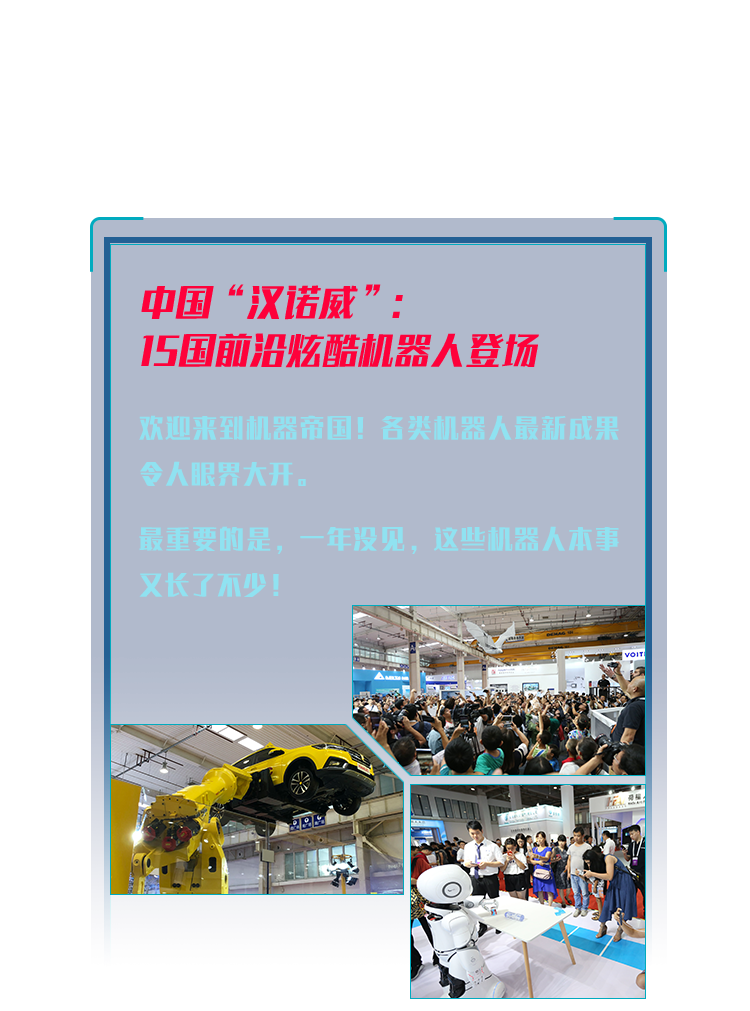 中国“汉诺威”：
15国前沿炫酷机器人登场
欢迎来到机器帝国！各类机器人最新成果
令人眼界大开。
最重要的是，一年没见，这些机器人本事
又长了不少！
VOIT